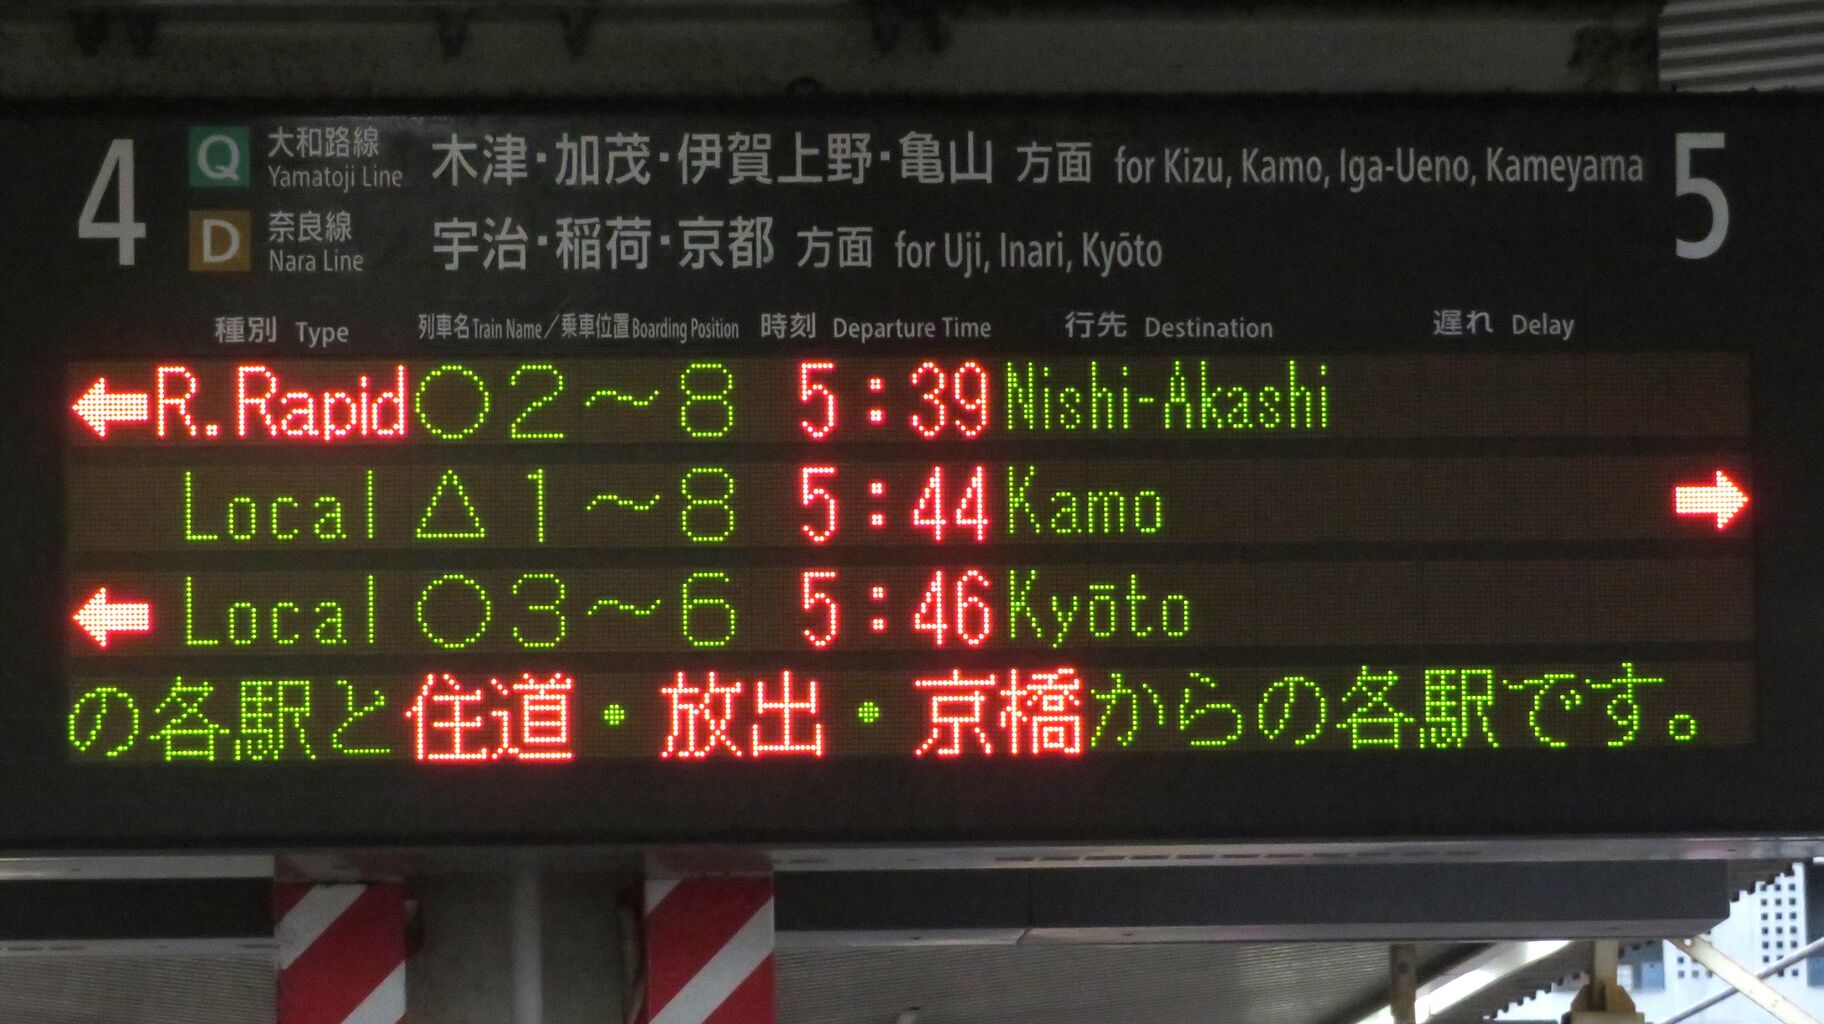 4 Q 大和路線 Yamatoji Line 木津・加茂・伊賀上野・亀山 方面 for Kizu, Kamo, Iga-Ueno, Kameyama 5
D 奈良線 Nara Line 宇治・稲荷・京都 方面 for Uji, Inari, Kyōto
種別 Type 列車名 Train Name／乗車位置 Boarding Position 時刻 Departure Time 行先 Destination 遅れ Delay
← R.Rapid ○2～8 5:39 Nishi-Akashi
Local △1～8 5:44 Kamo →
← Local ○3～6 5:46 Kyōto
の各駅と住道・放出・京橋からの各駅です。